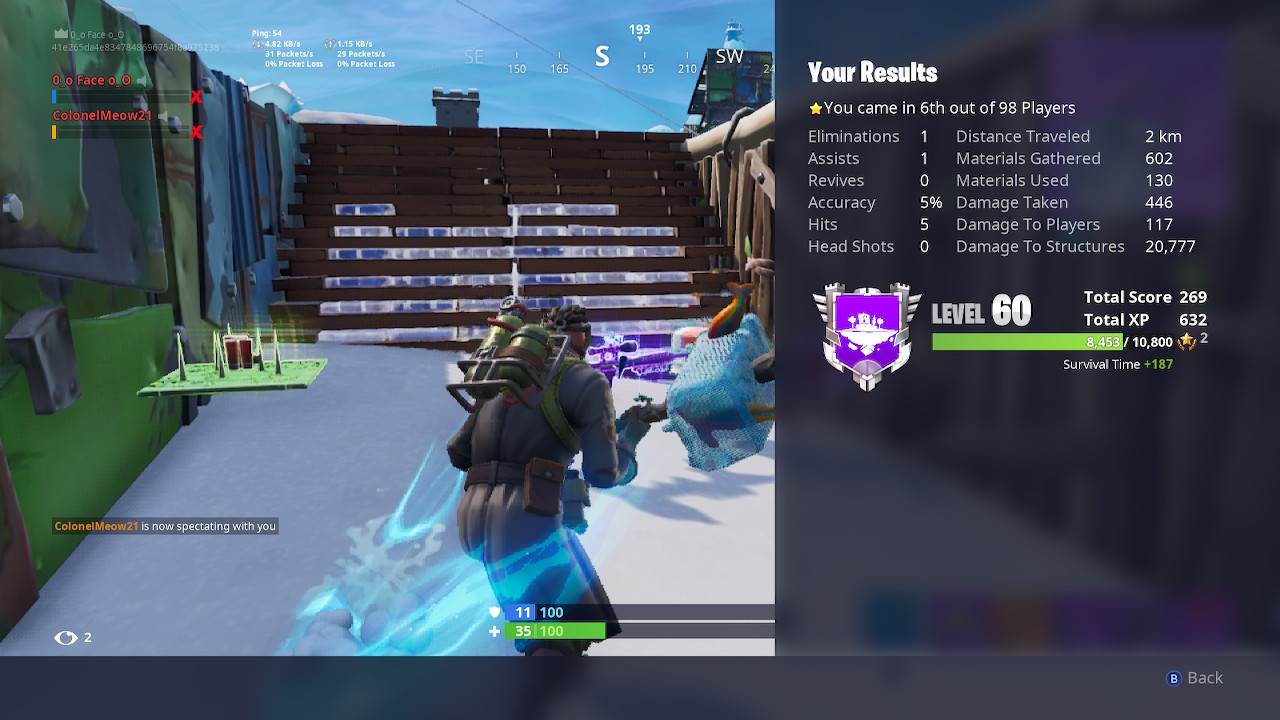 0_o Face o_O
Ping: 54
4.82 KB/s 1.15 KB/s
31 Packets/s 29 Packets/s
0% Packet Loss 0% Packet Loss
193
SE 150 165 S 195 210 SW 24
0_o Face o_O
ColonelMeow21
ColonelMeow21 is now spectating with you
2
11 100
35 100
Your Results
You came in 6th out of 98 Players
Eliminations 1 Distance Traveled 2 km
Assists 1 Materials Gathered 602
Revives 0 Materials Used 130
Accuracy 5% Damage Taken 446
Hits 5 Damage To Players 117
Head Shots 0 Damage To Structures 20,777
LEVEL 60
Total Score 269
Total XP 632
8,453 / 10,800 2
Survival Time +187
B Back